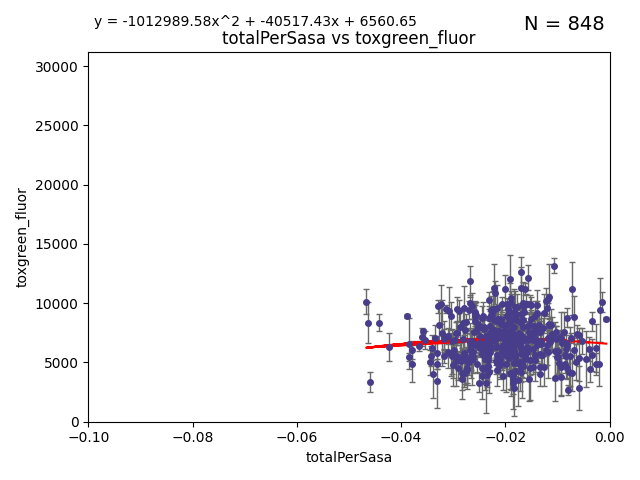 y = -1012989.58x^2 + -40517.43x + 6560.65
N = 848
totalPerSasa vs toxgreen_fluor
30000
25000
20000
15000
10000
5000
0
toxgreen_fluor
−0.10
−0.08
−0.06
−0.04
−0.02
0.00
totalPerSasa